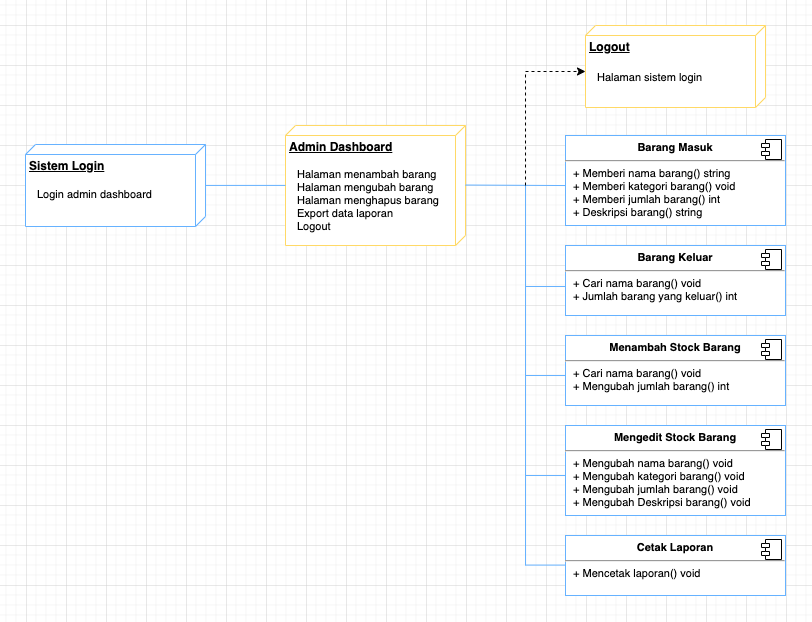 Sistem Login
Login admin dashboard
Admin Dashboard
Halaman menambah barang
Halaman mengubah barang
Halaman menghapus barang
Export data laporan
Logout
Logout
Halaman sistem login
Barang Masuk
+ Memberi nama barang() string
+ Memberi kategori barang() void
+ Memberi jumlah barang() int
+ Deskripsi barang() string
Barang Keluar
+ Cari nama barang() void
+ Jumlah barang yang keluar() int
Menambah Stock Barang
+ Cari nama barang() void
+ Mengubah jumlah barang() int
Mengedit Stock Barang
+ Mengubah nama barang() void
+ Mengubah kategori barang() void
+ Mengubah jumlah barang() void
+ Mengubah Deskripsi barang() void
Cetak Laporan
+ Mencetak laporan() void